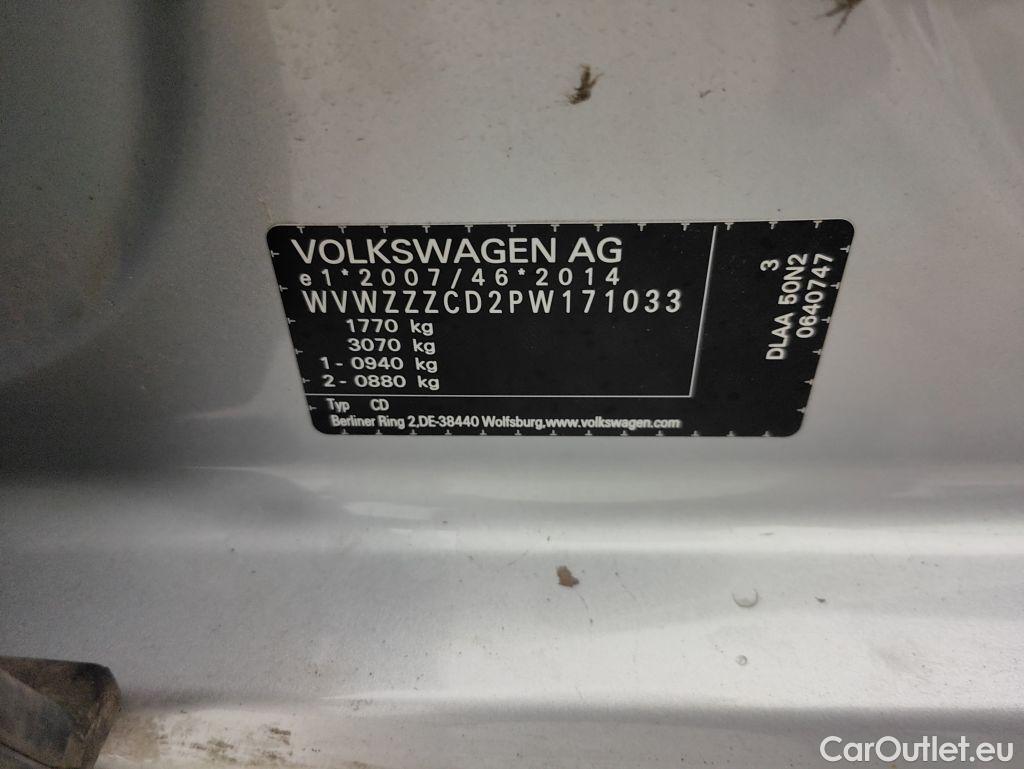 VOLKSWAGEN AG
e1*2007/46*2014
WVWZZZCD2PW171033
1770 kg
3070 kg
1 - 0940 kg
2 - 0880 kg
Typ CD
Berliner Ring 2,DE-38440 Wolfsburg,www.volkswagen.com
3
DLAA 50N2
0640747
CarOutlet.eu